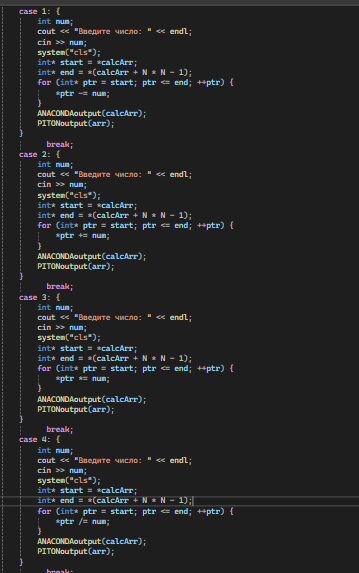 case 1: {
int num;
cout << "Введите число: " << endl;
cin >> num;
system("cls");
int* start = *calcArr;
int* end = *(calcArr + N * N - 1);
for (int* ptr = start; ptr <= end; ++ptr) {
*ptr -= num;
}
ANACONDAoutput(calcArr);
PITONoutput(arr);
}
break;
case 2: {
int num;
cout << "Введите число: " << endl;
cin >> num;
system("cls");
int* start = *calcArr;
int* end = *(calcArr + N * N - 1);
for (int* ptr = start; ptr <= end; ++ptr) {
*ptr += num;
}
ANACONDAoutput(calcArr);
PITONoutput(arr);
}
break;
case 3: {
int num;
cout << "Введите число: " << endl;
cin >> num;
system("cls");
int* start = *calcArr;
int* end = *(calcArr + N * N - 1);
for (int* ptr = start; ptr <= end; ++ptr) {
*ptr *= num;
}
ANACONDAoutput(calcArr);
PITONoutput(arr);
}
break;
case 4: {
int num;
cout << "Введите число: " << endl;
cin >> num;
system("cls");
int* start = *calcArr;
int* end = *(calcArr + N * N - 1);
for (int* ptr = start; ptr <= end; ++ptr) {
*ptr /= num;
}
ANACONDAoutput(calcArr);
PITONoutput(arr);
}
break;